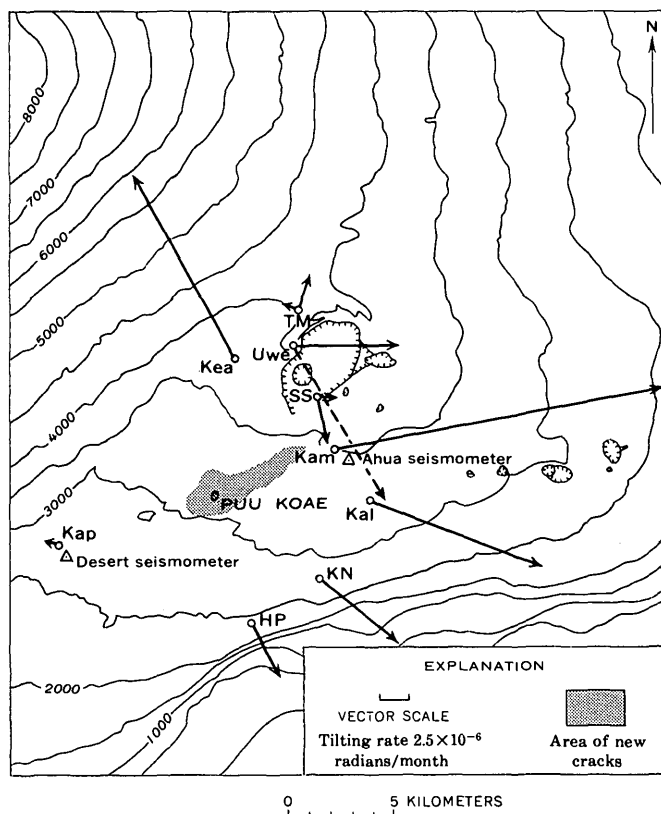 N
8000
7000
6000
5000
4000
3000
2000
1000
TM
Uwe
Kea
SS
Kam
Ahua seismometer
PUU KOAE
Kal
Kap
Desert seismometer
KN
HP
EXPLANATION
VECTOR SCALE
Tilting rate 2.5×10⁻⁶
radians/month
Area of new
cracks
0 5 KILOMETERS